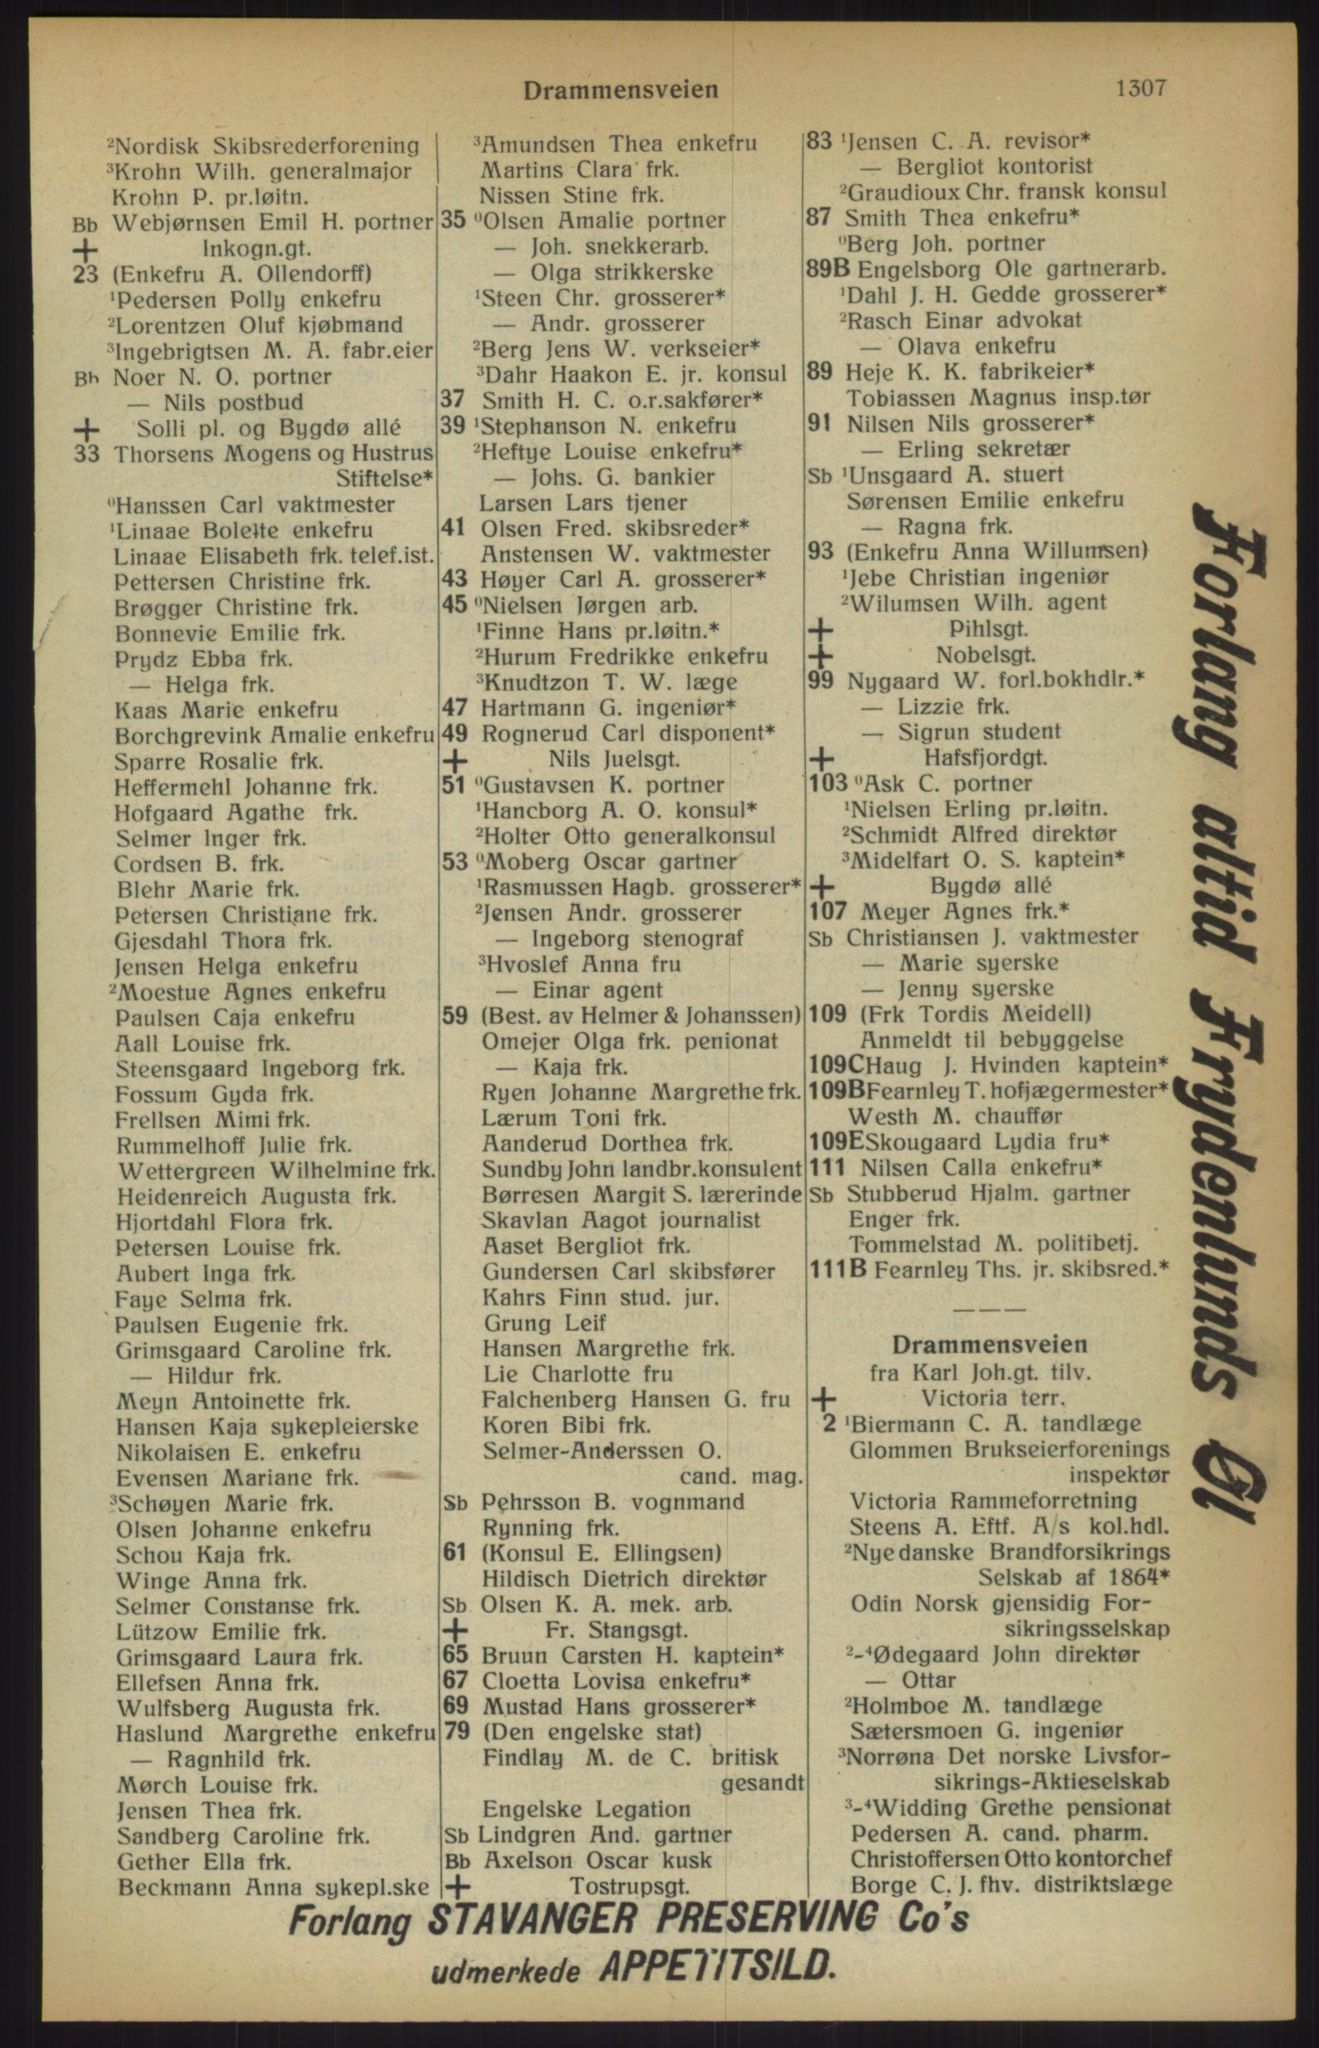 Drammensveien
1307
²Nordisk Skibsrederforening
³Krohn Wilh. generalmajor
Krohn P. pr.løitn.
Bb Webjørnsen Emil H. portner
+ Inkogn.gt.
23 (Enkefru A. Ollendorff)
¹Pedersen Polly enkefru
²Lorentzen Oluf kjøbmand
³Ingebrigtsen M. A. fabr.eier
Bb Noer N. O. portner
— Nils postbud
+ Solli pl. og Bygdø allé
33 Thorsens Mogens og Hustrus
Stiftelse*
⁰Hanssen Carl vaktmester
¹Linaae Bolette enkefru
Linaae Elisabeth frk. telef.ist.
Pettersen Christine frk.
Brøgger Christine frk.
Bonnevie Emilie frk.
Prydz Ebba frk.
— Helga frk.
Kaas Marie enkefru
Borchgrevink Amalie enkefru
Sparre Rosalie frk.
Heffermehl Johanne frk.
Hofgaard Agathe frk.
Selmer Inger frk.
Cordsen B. frk.
Blehr Marie frk.
Petersen Christiane frk.
Gjesdahl Thora frk.
Jensen Helga enkefru
²Moestue Agnes enkefru
Paulsen Caja enkefru
Aall Louise frk.
Steensgaard Ingeborg frk.
Fossum Gyda frk.
Frellsen Mimi frk.
Rummelhoff Julie frk.
Wettergreen Wilhelmine frk.
Heidenreich Augusta frk.
Hjortdahl Flora frk.
Petersen Louise frk.
Aubert Inga frk.
Faye Selma frk.
Paulsen Eugenie frk.
Grimsgaard Caroline frk.
— Hildur frk.
Meyn Antoinette frk.
Hansen Kaja sykepleierske
Nikolaisen E. enkefru
Evensen Mariane frk.
³Schøyen Marie frk.
Olsen Johanne enkefru
Schou Kaja frk.
Winge Anna frk.
Selmer Constanse frk.
Lützow Emilie frk.
Grimsgaard Laura frk.
Ellefsen Anna frk.
Wulfsberg Augusta frk.
Haslund Margrethe enkefru
— Ragnhild frk.
Mørch Louise frk.
Jensen Thea frk.
Sandberg Caroline frk.
Gether Ella frk.
Beckmann Anna sykepl.ske
³Amundsen Thea enkefru
Martins Clara frk.
Nissen Stine frk.
35 ⁰Olsen Amalie portner
— Joh. snekkerarb.
— Olga strikkerske
¹Steen Chr. grosserer*
— Andr. grosserer
²Berg Jens W. verkseier*
³Dahr Haakon E. jr. konsul
37 Smith H. C. o.r.sakfører*
39 ¹Stephanson N. enkefru
²Heftye Louise enkefru*
— Johs. G. bankier
Larsen Lars tjener
41 Olsen Fred. skibsreder*
Anstensen W. vaktmester
43 Høyer Carl A. grosserer*
45 ⁰Nielsen Jørgen arb.
¹Finne Hans pr.løitn.*
²Hurum Fredrikke enkefru
³Knudtzon T. W. læge
47 Hartmann G. ingeniør*
49 Rognerud Carl disponent*
+ Nils Juelsgt.
51 ⁰Gustavsen K. portner
¹Hancborg A. O. konsul*
²Holter Otto generalkonsul
53 ⁰Moberg Oscar gartner
¹Rasmussen Hagb. grosserer*
²Jensen Andr. grosserer
— Ingeborg stenograf
³Hvoslef Anna fru
— Einar agent
59 (Best. av Helmer & Johanssen)
Omejer Olga frk. penionat
— Kaja frk.
Ryen Johanne Margrethe frk.
Lærum Toni frk.
Aanderud Dorthea frk.
Sundby John landbr.konsulent
Børresen Margit S. lærerinde
Skavlan Aagot journalist
Aaset Bergliot frk.
Gundersen Carl skibsfører
Kahrs Finn stud. jur.
Grung Leif
Hansen Margrethe frk.
Lie Charlotte fru
Falchenberg Hansen G. fru
Koren Bibi frk.
Selmer-Anderssen O.
cand. mag.
Sb Pehrsson B. vognmand
Rynning frk.
61 (Konsul E. Ellingsen)
Hildisch Dietrich direktør
Sb Olsen K. A. mek. arb.
+ Fr. Stangsgt.
65 Bruun Carsten H. kaptein*
67 Cloetta Lovisa enkefru*
69 Mustad Hans grosserer*
79 (Den engelske stat)
Findlay M. de C. britisk
gesandt
Engelske Legation
Sb Lindgren And. gartner
Bb Axelson Oscar kusk
+ Tostrupsgt.
83 ¹Jensen C. A. revisor*
— Bergliot kontorist
²Graudioux Chr. fransk konsul
87 Smith Thea enkefru*
⁰Berg Joh. portner
89B Engelsborg Ole gartnerarb.
¹Dahl J. H. Gedde grosserer*
²Rasch Einar advokat
— Olava enkefru
89 Heje K. K. fabrikeier*
Tobiassen Magnus insp.tør
91 Nilsen Nils grosserer*
— Erling sekretær
Sb ¹Unsgaard A. stuert
Sørensen Emilie enkefru
— Ragna frk.
93 (Enkefru Anna Willumsen)
¹Jebe Christian ingeniør
²Wilumsen Wilh. agent
+ Pihlsgt.
+ Nobelsgt.
99 Nygaard W. forl.bokhdlr.*
— Lizzie frk.
— Sigrun student
+ Hafsfjordgt.
103 ⁰Ask C. portner
¹Nielsen Erling pr.løitn.
²Schmidt Alfred direktør
³Midelfart O. S. kaptein*
+ Bygdø allé
107 Meyer Agnes frk.*
Sb Christiansen J. vaktmester
— Marie syerske
— Jenny syerske
109 (Frk Tordis Meidell)
Anmeldt til bebyggelse
109C Haug J. Hvinden kaptein*
109B Fearnley T. hofjægermester*
Westh M. chauffør
109E Skougaard Lydia fru*
111 Nilsen Calla enkefru*
Sb Stubberud Hjalm. gartner
Enger frk.
Tommelstad M. politibetj.
111B Fearnley Ths. jr. skibsred.*
———
Drammensveien
fra Karl Joh.gt. tilv.
+ Victoria terr.
2 ¹Biermann C. A. tandlæge
Glommen Brukseierforenings
inspektør
Victoria Rammeforretning
Steens A. Eftf. A/s kol.hdl.
²Nye danske Brandforsikrings
Selskab af 1864*
Odin Norsk gjensidig For-
sikringsselskap
²-⁴Ødegaard John direktør
— Ottar
²Holmboe M. tandlæge
Sætersmoen G. ingeniør
³Norrøna Det norske Livsfor-
sikrings-Aktieselskab
³-⁴Widding Grethe pensionat
Pedersen A. cand. pharm.
Christoffersen Otto kontorchef
Borge C. J. fhv. distriktslæge
Forlang altid Frydenlunds Øl
Forlang STAVANGER PRESERVING Co's
udmerkede APPETITSILD.